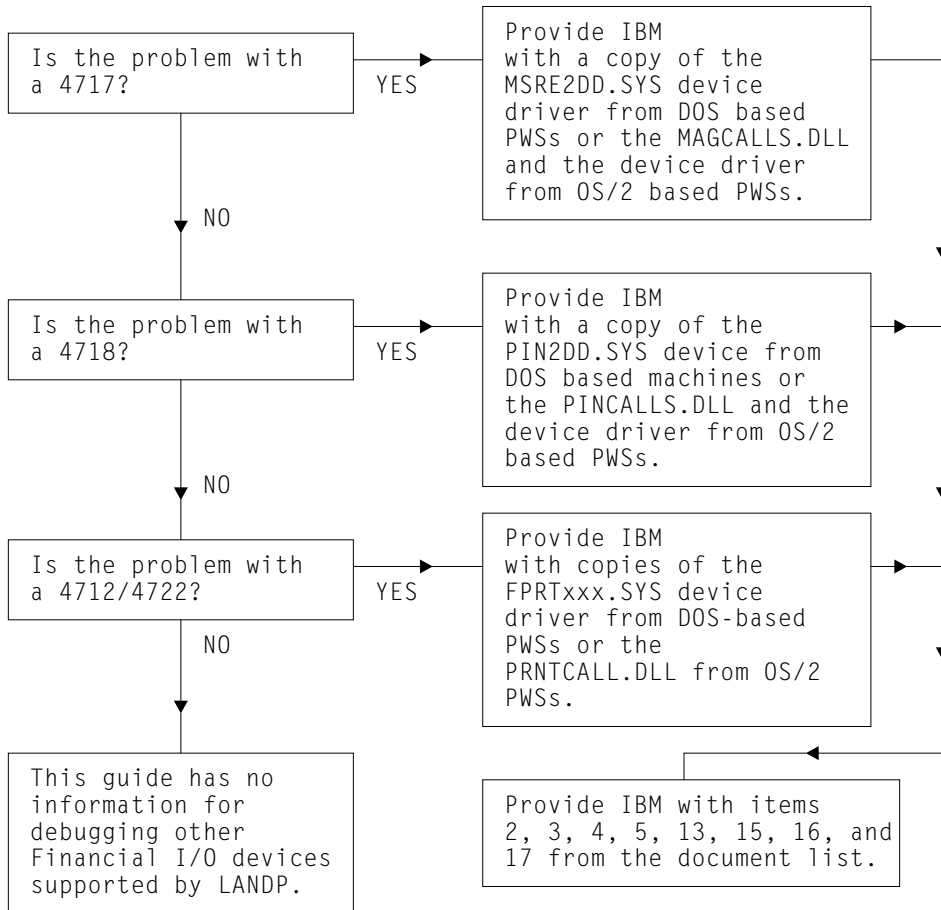 Is the problem with
a 4717?
YES
Provide IBM
with a copy of the
MSRE2DD.SYS device
driver from DOS based
PWSs or the MAGCALLS.DLL
and the device driver
from OS/2 based PWSs.
NO
Is the problem with
a 4718?
YES
Provide IBM
with a copy of the
PIN2DD.SYS device from
DOS based machines or
the PINCALLS.DLL and the
device driver from OS/2
based PWSs.
NO
Is the problem with
a 4712/4722?
YES
Provide IBM
with copies of the
FPRTxxx.SYS device
driver from DOS-based
PWSs or the
PRNTCALL.DLL from OS/2
PWSs.
NO
This guide has no
information for
debugging other
Financial I/O devices
supported by LANDP.
Provide IBM with items
2, 3, 4, 5, 13, 15, 16, and
17 from the document list.